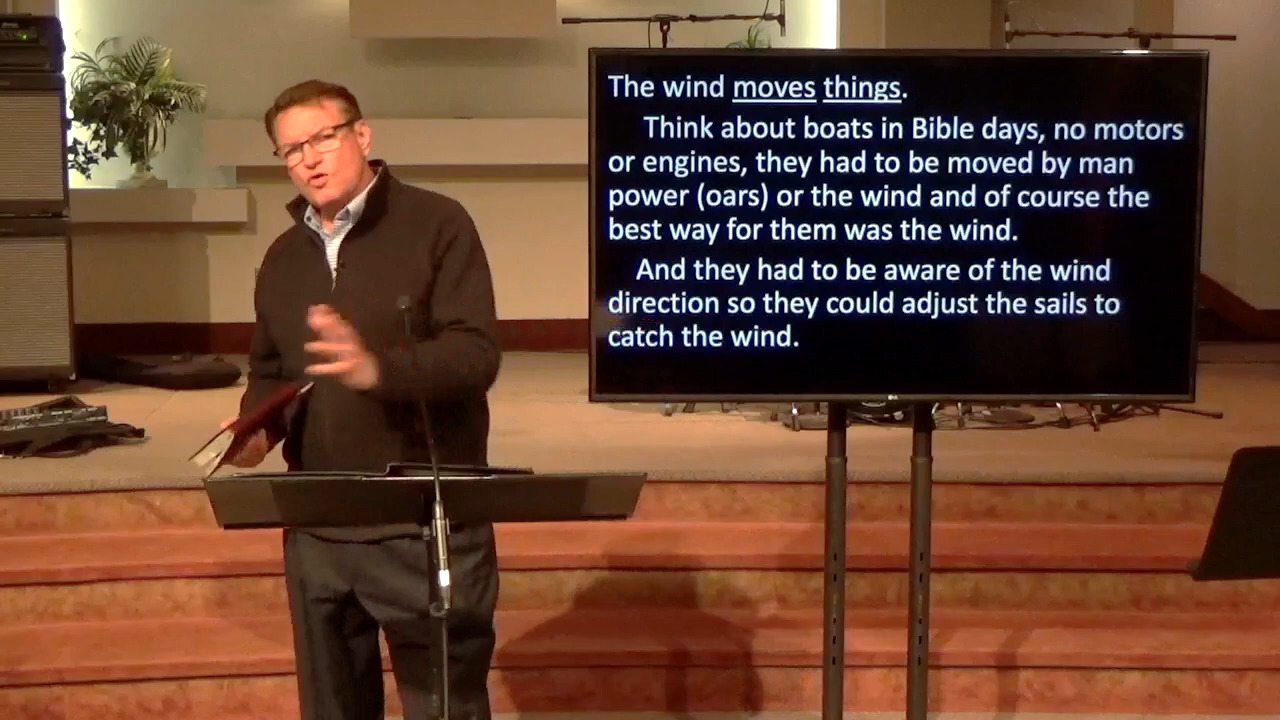 The wind moves things.
Think about boats in Bible days, no motors
or engines, they had to be moved by man
power (oars) or the wind and of course the
best way for them was the wind.
And they had to be aware of the wind
direction so they could adjust the sails to
catch the wind.